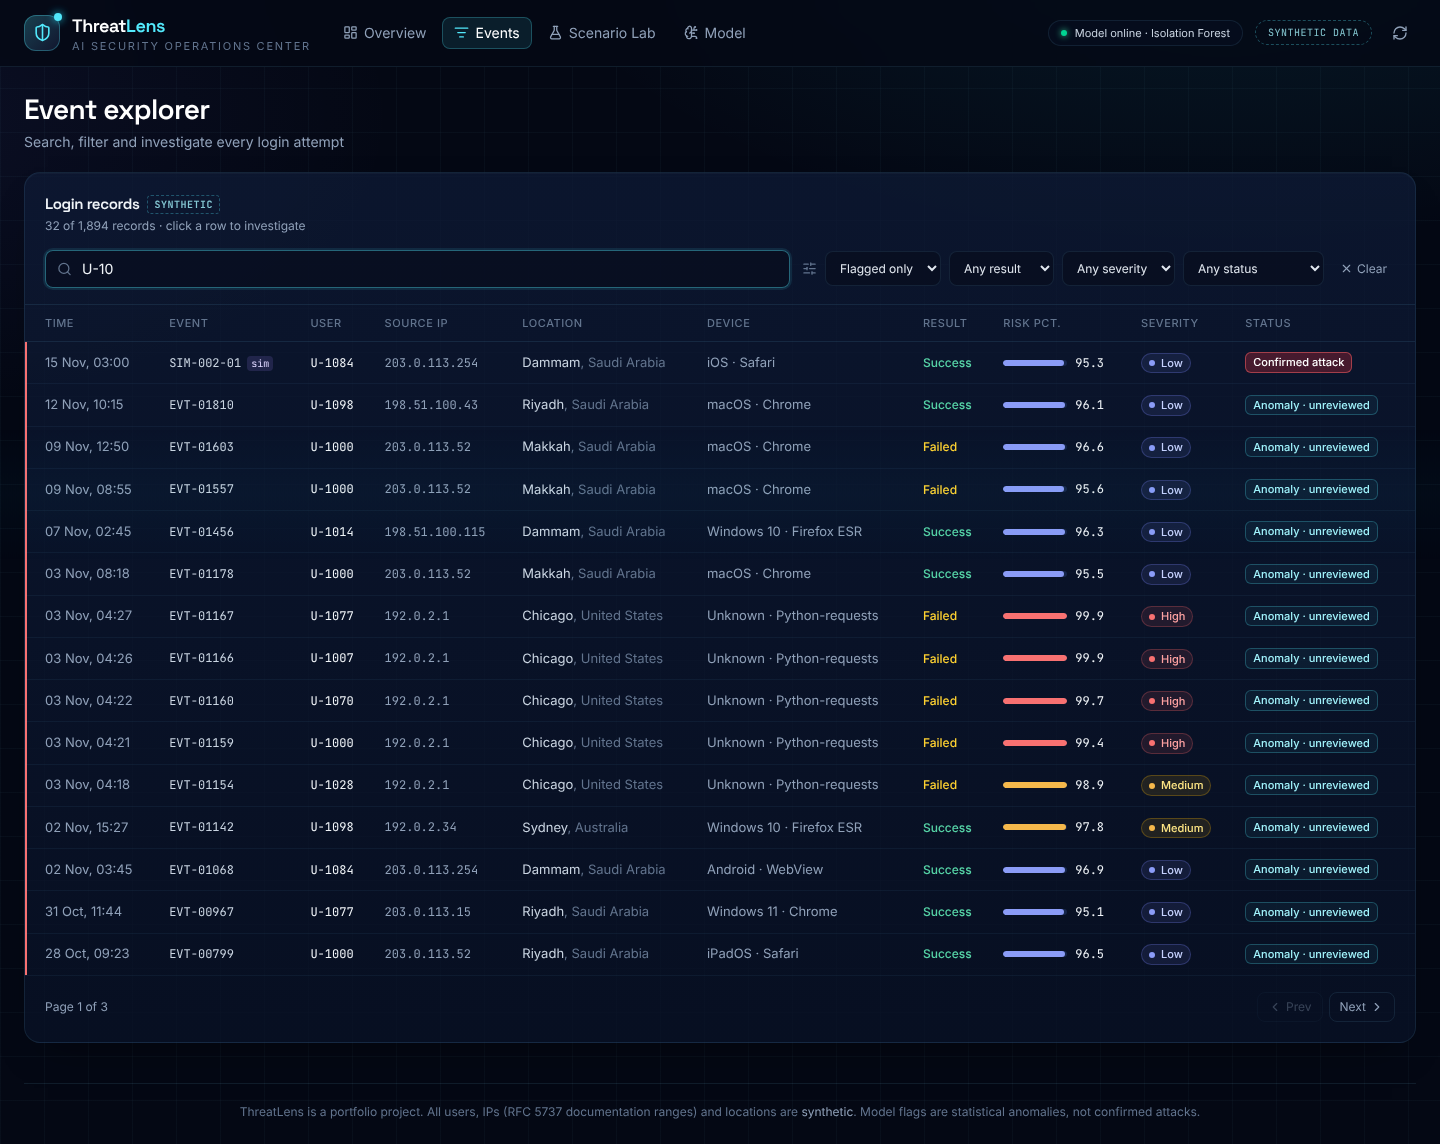 ThreatLens
AI SECURITY OPERATIONS CENTER
Overview
Events
Scenario Lab
Model
Model online · Isolation Forest
SYNTHETIC DATA
Event explorer
Search, filter and investigate every login attempt
Login records SYNTHETIC
32 of 1,894 records · click a row to investigate
U-10 Flagged only Any result Any severity Any status Clear
TIME EVENT USER SOURCE IP LOCATION DEVICE RESULT RISK PCT. SEVERITY STATUS
15 Nov, 03:00 SIM-002-01 sim U-1084 203.0.113.254 Dammam, Saudi Arabia iOS · Safari Success 95.3 Low Confirmed attack
12 Nov, 10:15 EVT-01810 U-1098 198.51.100.43 Riyadh, Saudi Arabia macOS · Chrome Success 96.1 Low Anomaly · unreviewed
09 Nov, 12:50 EVT-01603 U-1000 203.0.113.52 Makkah, Saudi Arabia macOS · Chrome Failed 96.6 Low Anomaly · unreviewed
09 Nov, 08:55 EVT-01557 U-1000 203.0.113.52 Makkah, Saudi Arabia macOS · Chrome Failed 95.6 Low Anomaly · unreviewed
07 Nov, 02:45 EVT-01456 U-1014 198.51.100.115 Dammam, Saudi Arabia Windows 10 · Firefox ESR Success 96.3 Low Anomaly · unreviewed
03 Nov, 08:18 EVT-01178 U-1000 203.0.113.52 Makkah, Saudi Arabia macOS · Chrome Success 95.5 Low Anomaly · unreviewed
03 Nov, 04:27 EVT-01167 U-1077 192.0.2.1 Chicago, United States Unknown · Python-requests Failed 99.9 High Anomaly · unreviewed
03 Nov, 04:26 EVT-01166 U-1007 192.0.2.1 Chicago, United States Unknown · Python-requests Failed 99.9 High Anomaly · unreviewed
03 Nov, 04:22 EVT-01160 U-1070 192.0.2.1 Chicago, United States Unknown · Python-requests Failed 99.7 High Anomaly · unreviewed
03 Nov, 04:21 EVT-01159 U-1000 192.0.2.1 Chicago, United States Unknown · Python-requests Failed 99.4 High Anomaly · unreviewed
03 Nov, 04:18 EVT-01154 U-1028 192.0.2.1 Chicago, United States Unknown · Python-requests Failed 98.9 Medium Anomaly · unreviewed
02 Nov, 15:27 EVT-01142 U-1098 192.0.2.34 Sydney, Australia Windows 10 · Firefox ESR Success 97.8 Medium Anomaly · unreviewed
02 Nov, 03:45 EVT-01068 U-1084 203.0.113.254 Dammam, Saudi Arabia Android · WebView Success 96.9 Low Anomaly · unreviewed
31 Oct, 11:44 EVT-00967 U-1077 203.0.113.15 Riyadh, Saudi Arabia Windows 11 · Chrome Success 95.1 Low Anomaly · unreviewed
28 Oct, 09:23 EVT-00799 U-1000 203.0.113.52 Riyadh, Saudi Arabia iPadOS · Safari Success 96.5 Low Anomaly · unreviewed
Page 1 of 3 Prev Next
ThreatLens is a portfolio project. All users, IPs (RFC 5737 documentation ranges) and locations are synthetic. Model flags are statistical anomalies, not confirmed attacks.